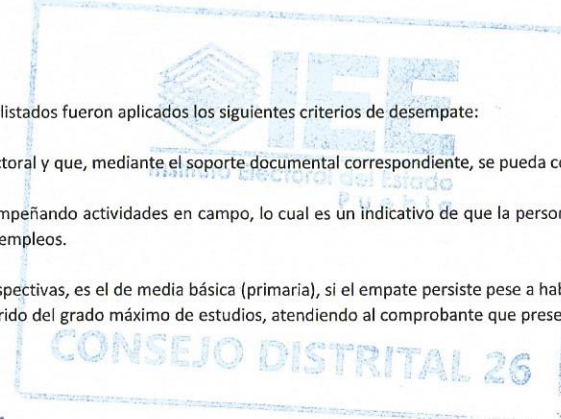 IEE
listados fueron aplicados los siguientes criterios de desempate:
ctoral y que, mediante el soporte documental correspondiente, se pueda co
Instituto Electoral del Estado
Puebla
mpeñando actividades en campo, lo cual es un indicativo de que la person
empleos.
spectivas, es el de media básica (primaria), si el empate persiste pese a hab
rido del grado máximo de estudios, atendiendo al comprobante que prese
CONSEJO DISTRITAL 26